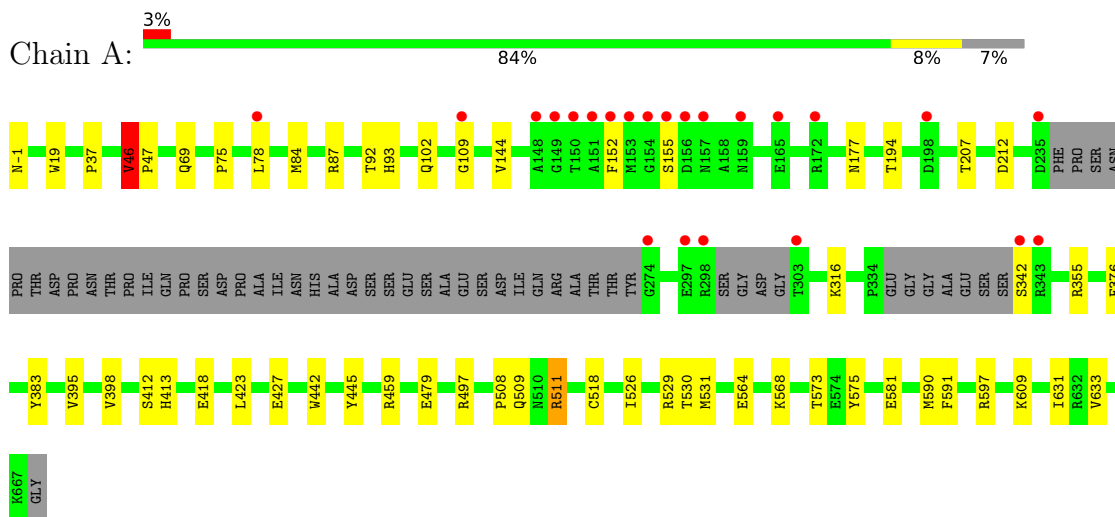 3%
Chain A:
84% 8% 7%
N-1 W19 P37 V46 P47 Q69 P75 L78 M84 R87 T92 H93 Q102 G109 V144 A148 G149 T150 A151 F152 M153 G154 S155 D156 N157 A158 N159 E165 R172 N177 T194 D198 T207 D212 D235 PHE PRO SER ASN
PRO THR ASP PRO ASN THR PRO ILE GLN PRO SER ASP PRO ALA ILE ASN HIS ALA ASP SER SER GLU SER ALA GLU SER ASP ILE GLN ARG ALA THR THR TYR G274 E297 R298 SER GLY ASP GLY T303 K316 P334 GLU GLY GLY ALA GLU SER SER S342 R343 R355 E376
Y383 V395 V398 S412 H413 E418 L423 E427 W442 Y445 R459 E479 R497 P508 Q509 N510 R511 C518 I526 R529 T530 M531 E564 K568 T573 E574 Y575 E581 M590 F591 R597 K609 I631 R632 V633
K667 GLY